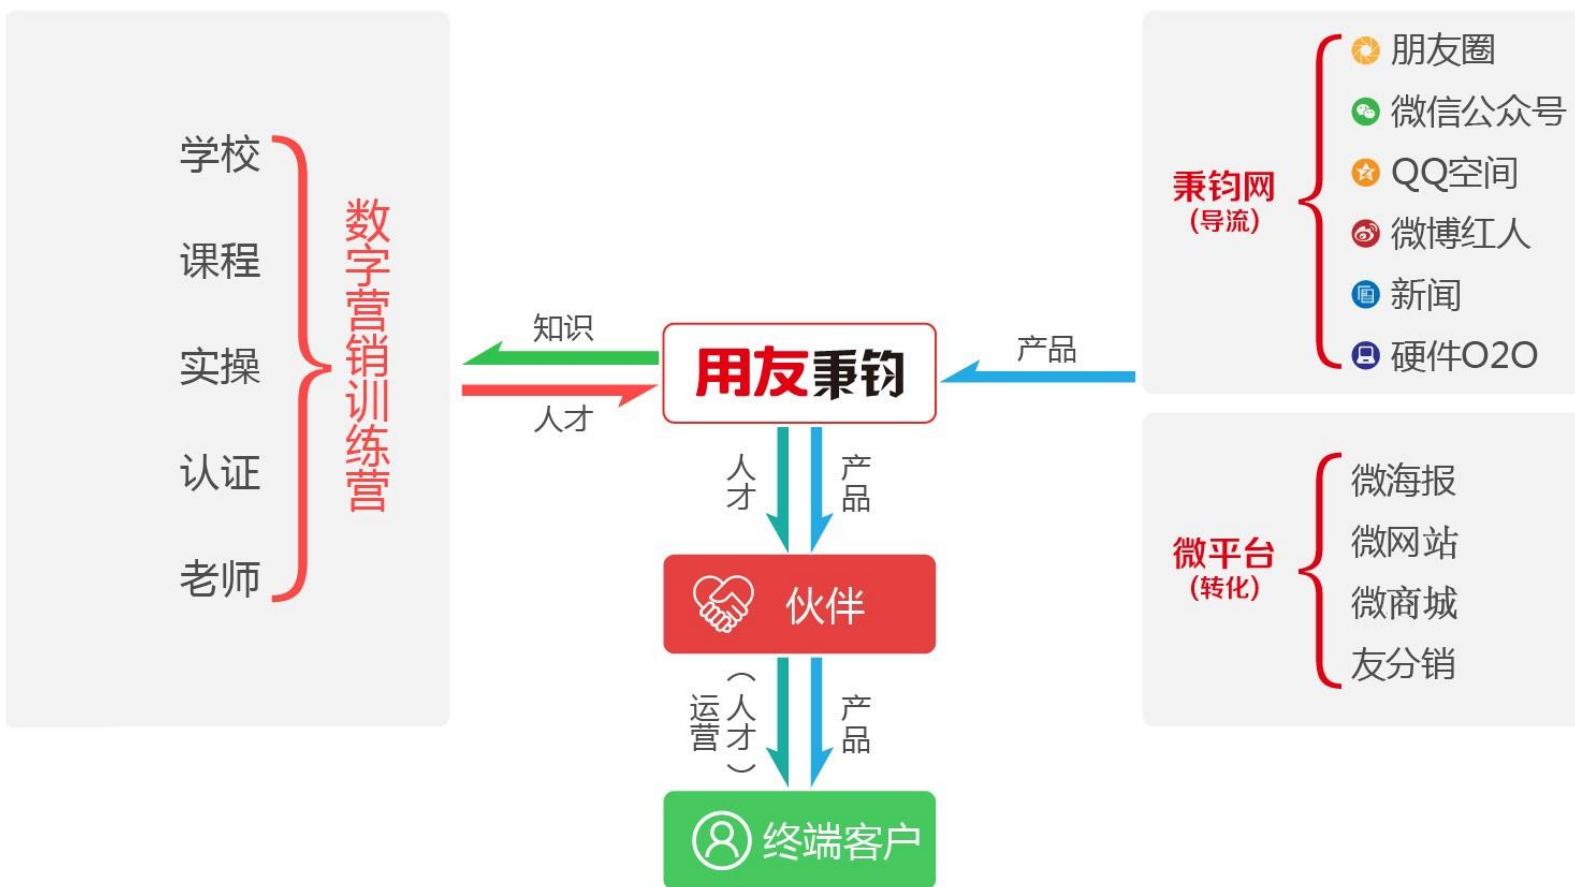 学校
课程
实操
认证
老师
数字营销训练营
知识
人才
用友秉钧
产品
人才
产品
伙伴
运营
(人才)
产品
终端客户
秉钧网
(导流)
朋友圈
微信公众号
QQ空间
微博红人
新闻
硬件O2O
微平台
(转化)
微海报
微网站
微商城
友分销